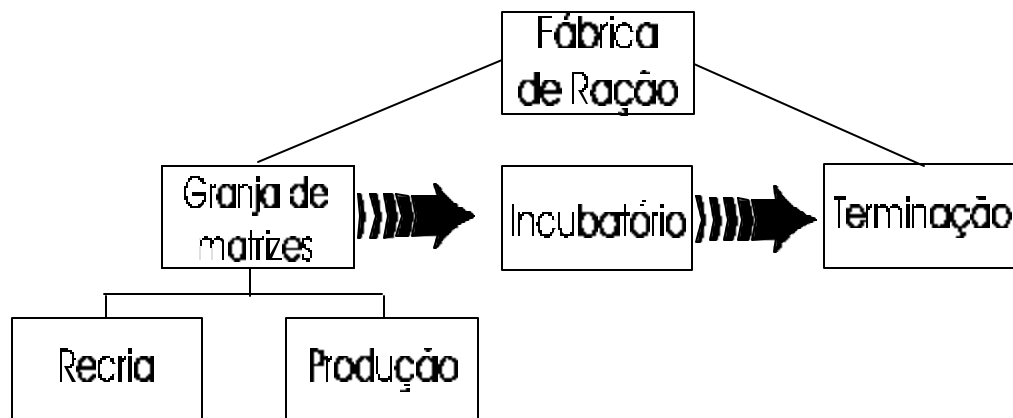 Fábrica
de Ração
Granja de
matrizes
Incubatório
Terminação
Recria
Produção